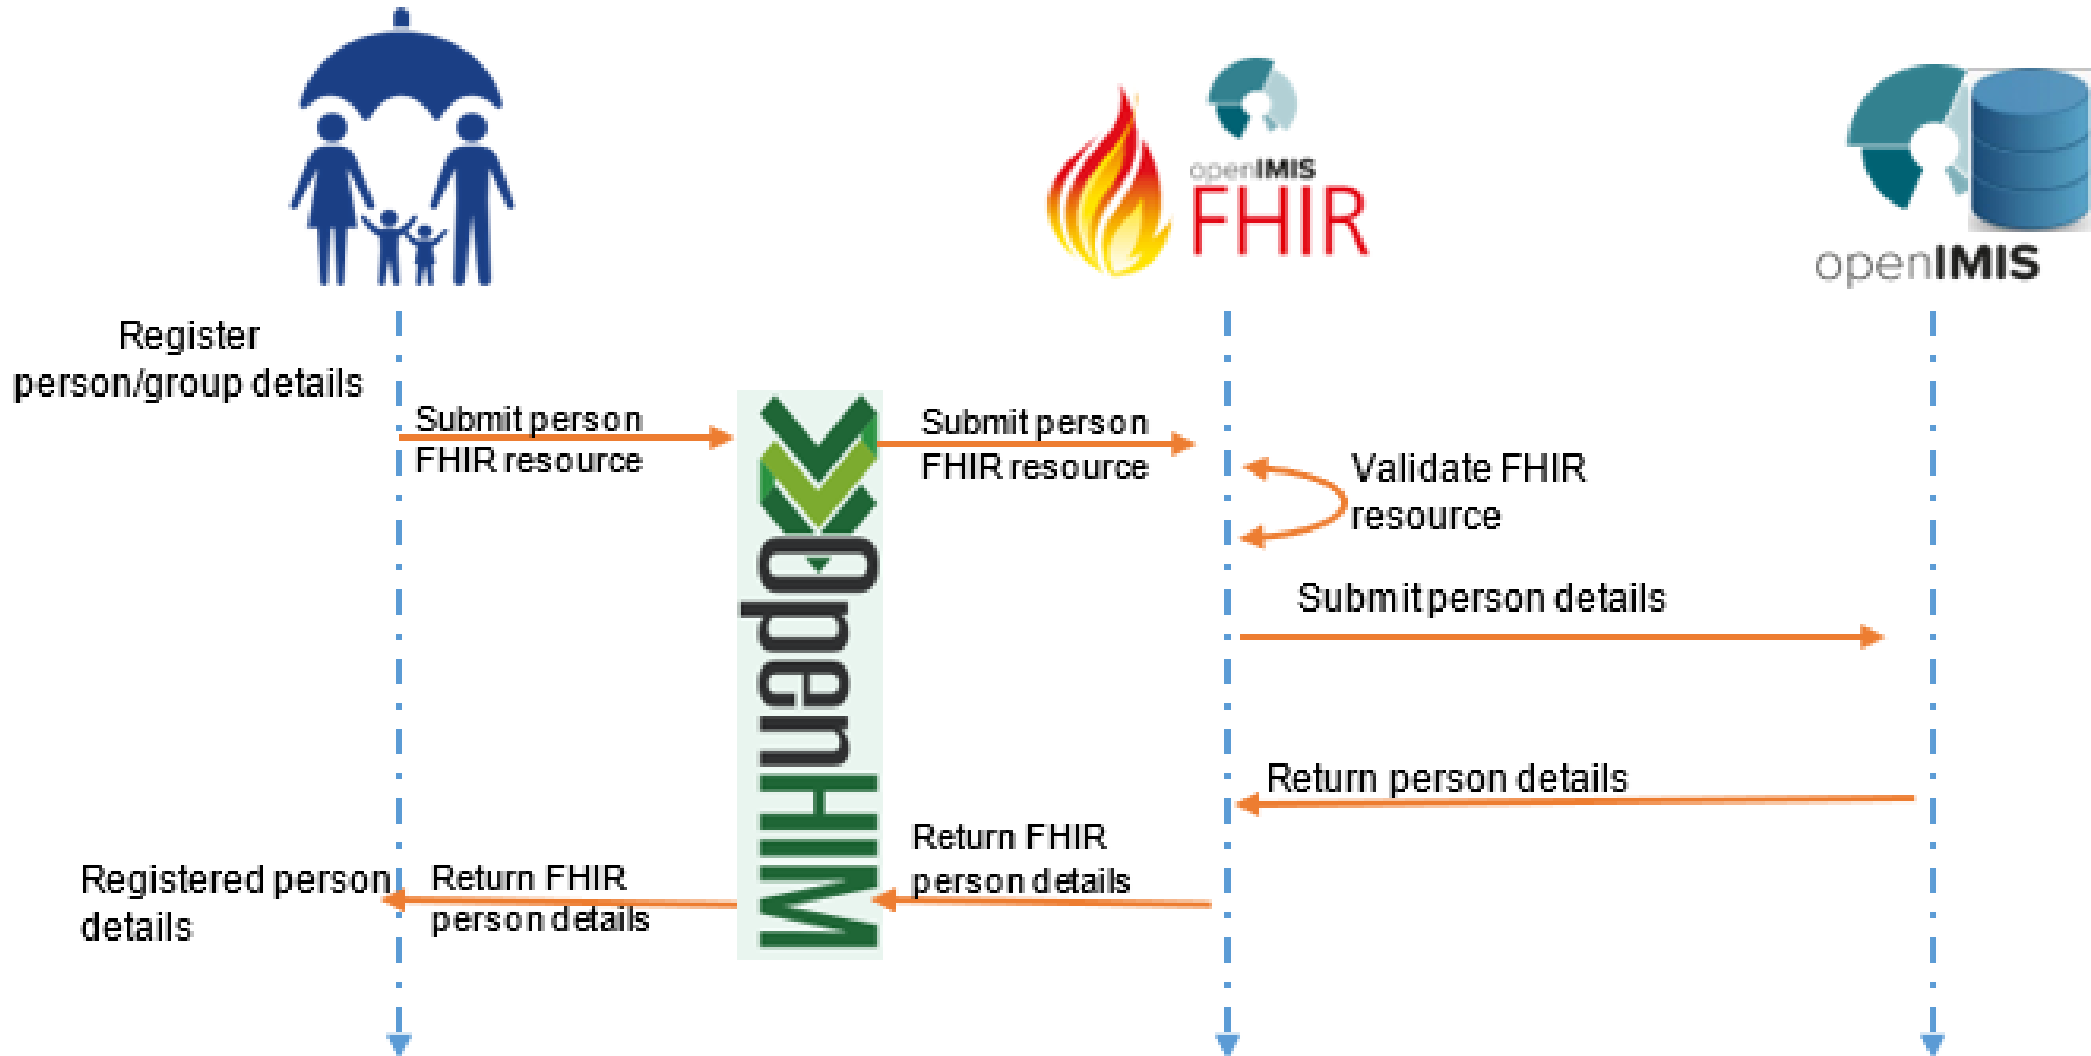 openIMIS
FHIR
openIMIS
Register
person/group details
Submit person
FHIR resource
Submit person
FHIR resource
Validate FHIR
resource
OpenHIM
Submit person details
Return person details
Return FHIR
person details
Return FHIR
person details
Registered person
details